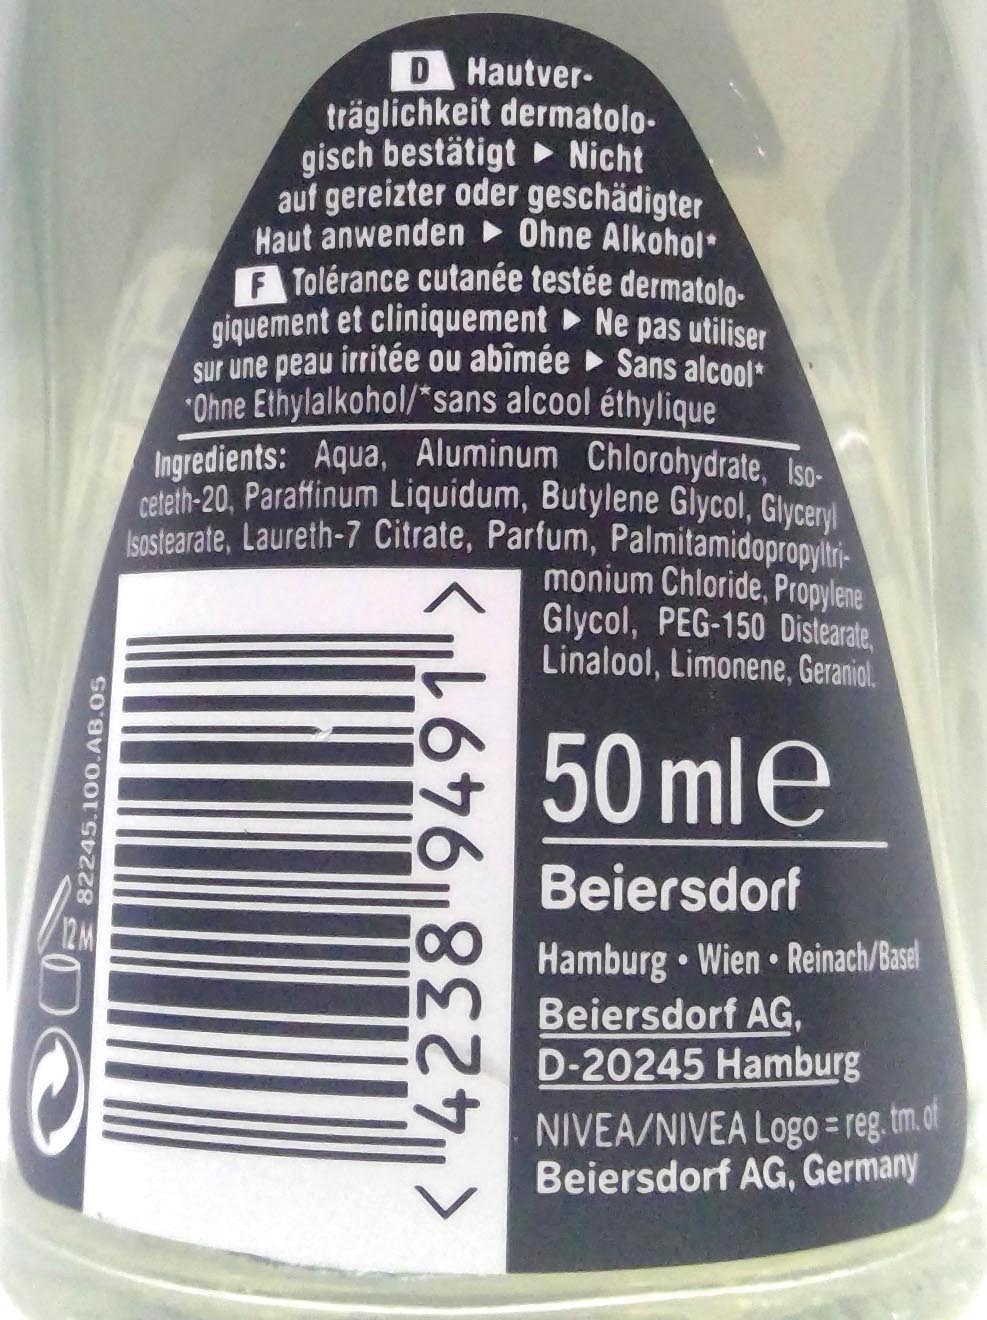 D Hautver-
träglichkeit dermatolo-
gisch bestätigt ▶ Nicht
auf gereizter oder geschädigter
Haut anwenden ▶ Ohne Alkohol*
F Tolérance cutanée testée dermatolo-
giquement et cliniquement ▶ Ne pas utiliser
sur une peau irritée ou abîmée ▶ Sans alcool*
*Ohne Ethylalkohol/*sans alcool éthylique
Ingredients: Aqua, Aluminum Chlorohydrate, Iso-
ceteth-20, Paraffinum Liquidum, Butylene Glycol, Glyceryl
Isostearate, Laureth-7 Citrate, Parfum, Palmitamidopropyltri-
monium Chloride, Propylene
Glycol, PEG-150 Distearate,
Linalool, Limonene, Geraniol.
50 ml e
Beiersdorf
Hamburg • Wien • Reinach/Basel
Beiersdorf AG,
D-20245 Hamburg
NIVEA/NIVEA Logo = reg. tm. of
Beiersdorf AG, Germany
< 4238 9491 >
82245.100.AB.05
12M